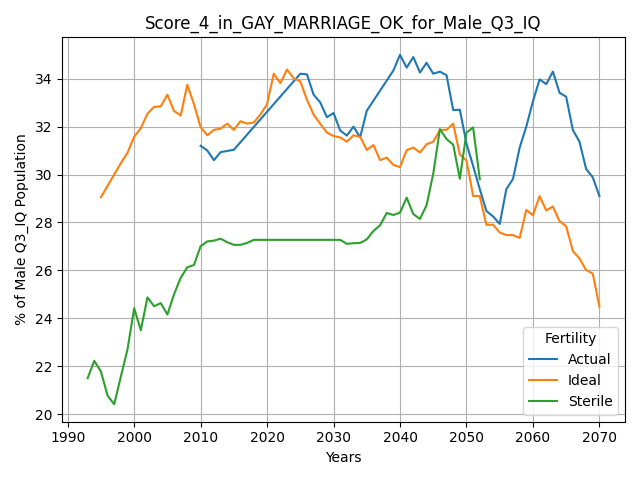 Score_4_in_GAY_MARRIAGE_OK_for_Male_Q3_IQ
% of Male Q3_IQ Population
34
32
30
28
26
24
22
20
1990 2000 2010 2020 2030 2040 2050 2060 2070
Years
Fertility
Actual
Ideal
Sterile